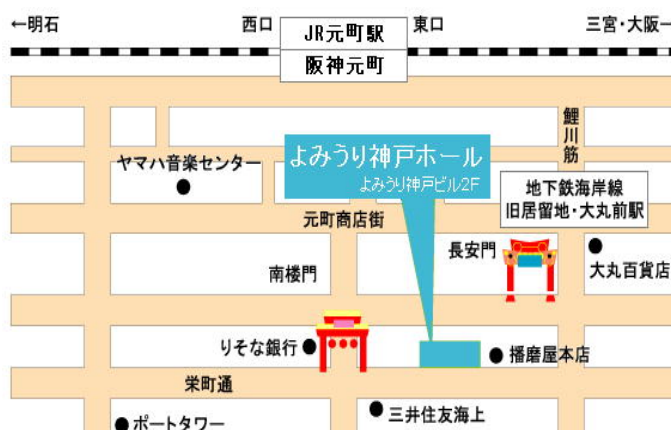 ←明石
西口
JR元町駅
東口
三宮・大阪→
阪神元町
鯉川筋
よみうり神戸ホール
よみうり神戸ビル2F
ヤマハ音楽センター
地下鉄海岸線
旧居留地・大丸前駅
元町商店街
長安門
南楼門
大丸百貨店
りそな銀行
播磨屋本店
栄町通
三井住友海上
ポートタワー